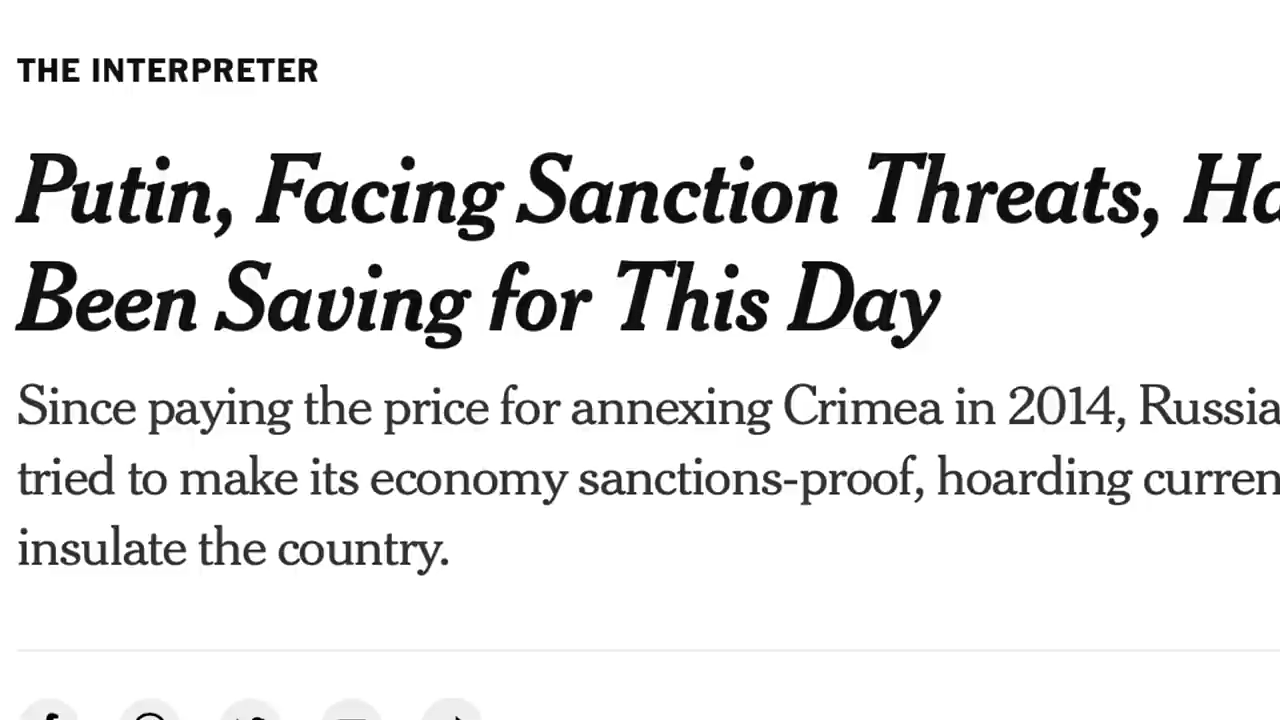 THE INTERPRETER
Putin, Facing Sanction Threats,
Been Saving for This Day
Since paying the price for annexing Crimea in 2014, Russia
tried to make its economy sanctions-proof, hoarding
insulate the country.